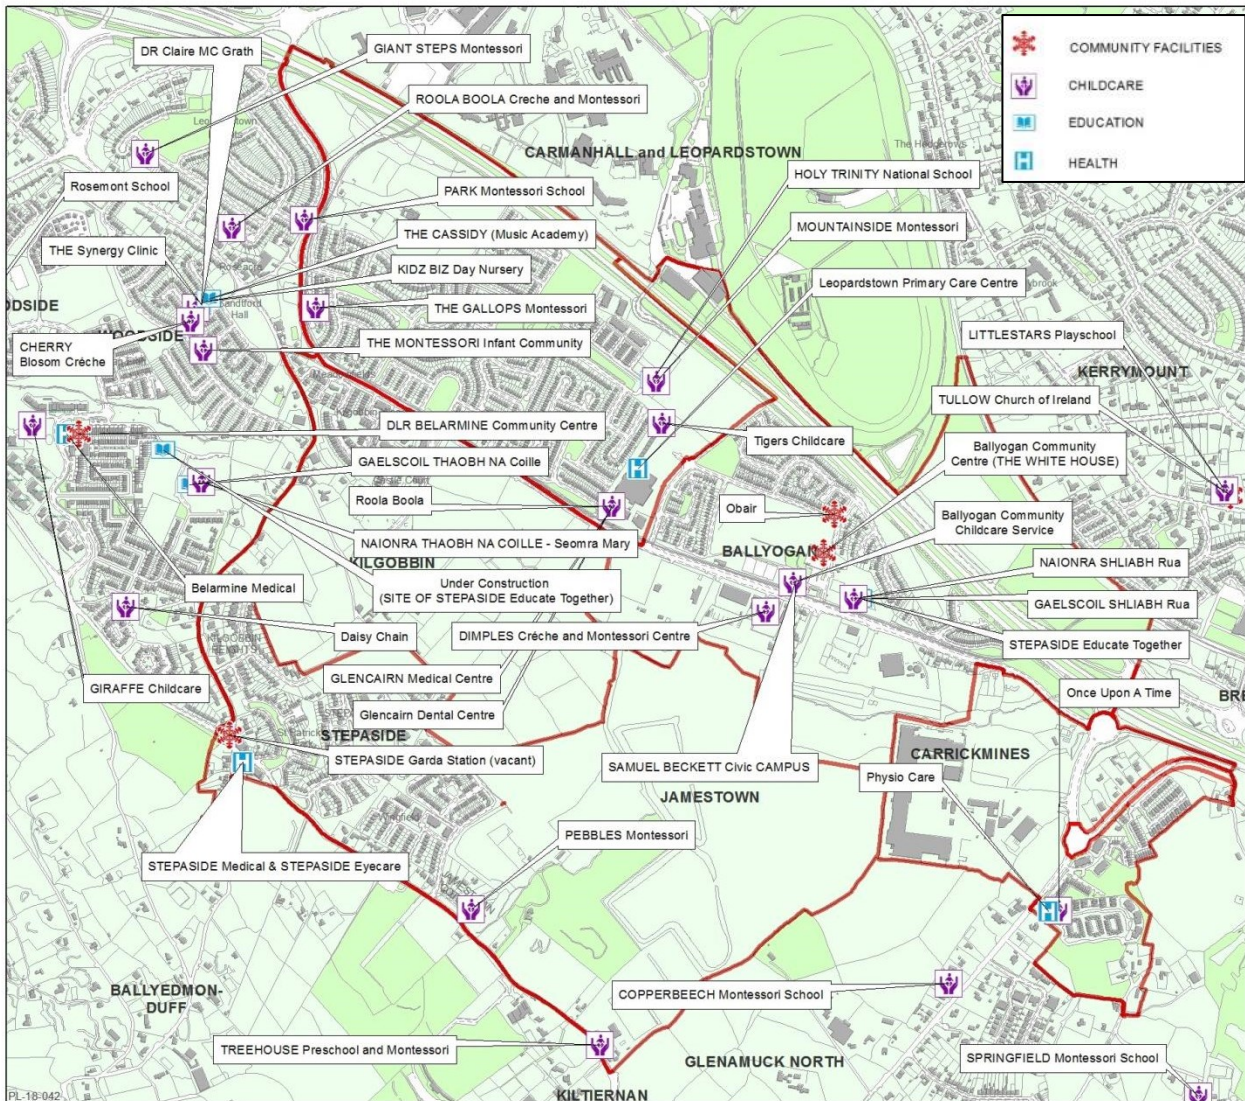 DR Claire MC Grath
GIANT STEPS Montessori
COMMUNITY FACILITIES
CHILDCARE
EDUCATION
HEALTH
ROOLA BOOLA Creche and Montessori
CARMANHALL and LEOPARDSTOWN
The Hedgerows
HOLY TRINITY National School
Rosemont School
PARK Montessori School
MOUNTAINSIDE Montessori
THE CASSIDY (Music Academy)
THE Synergy Clinic
KIDZ BIZ Day Nursery
Leopardstown Primary Care Centre
THE GALLOPS Montessori
WOODSIDE
LITTLESTARS Playschool
CHERRY
Blosom Créche
THE MONTESSORI Infant Community
KERRYMOUNT
TULLOW Church of Ireland
DLR BELARMINE Community Centre
Tigers Childcare
Ballyogan Community
Centre (THE WHITE HOUSE)
GAELSCOIL THAOBH NA Coille
Roola Boola
Obair
Ballyogan Community
Childcare Service
NAIONRA THAOBH NA COILLE - Seomra Mary
BALLYOGAN
KILGOBBIN
NAIONRA SHLIABH Rua
Belarmine Medical
Under Construction
(SITE OF STEPASIDE Educate Together)
GAELSCOIL SHLIABH Rua
Daisy Chain
DIMPLES Créche and Montessori Centre
STEPASIDE Educate Together
KILGOBBIN
HEIGHTS
GIRAFFE Childcare
GLENCAIRN Medical Centre
Once Upon A Time
Glencairn Dental Centre
STEPASIDE
STEPASIDE Garda Station (vacant)
SAMUEL BECKETT Civic CAMPUS
CARRICKMINES
Physio Care
JAMESTOWN
Wingfield
PEBBLES Montessori
STEPASIDE Medical & STEPASIDE Eyecare
BALLYEDMON-
DUFF
COPPERBEECH Montessori School
TREEHOUSE Preschool and Montessori
GLENAMUCK NORTH
SPRINGFIELD Montessori School
KILTIERNAN
PL-18-042